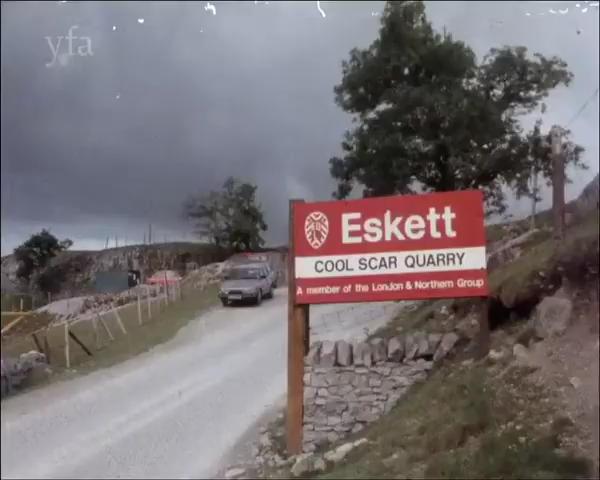 yfa
Eskett
COOL SCAR QUARRY
A member of the London & Northern Group